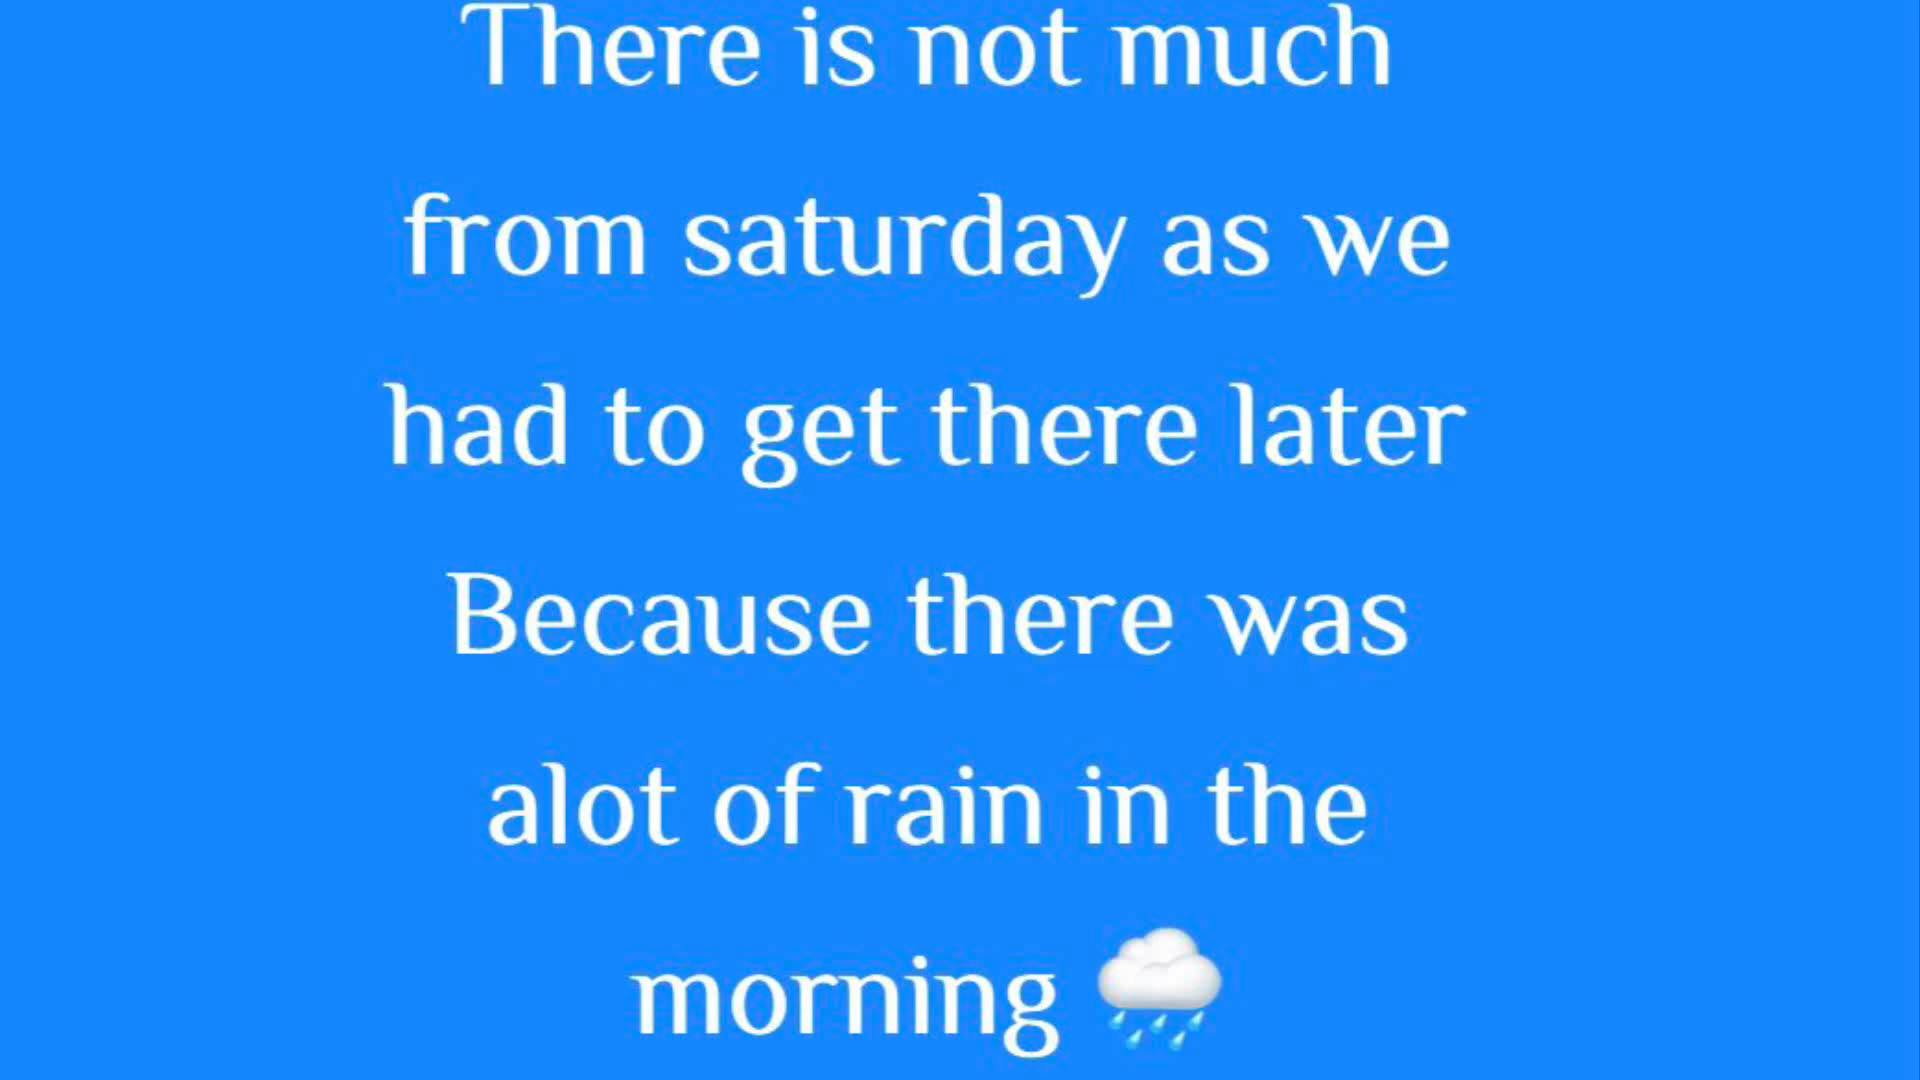 There is not much
from saturday as we
had to get there later
Because there was
alot of rain in the
morning 🌧️